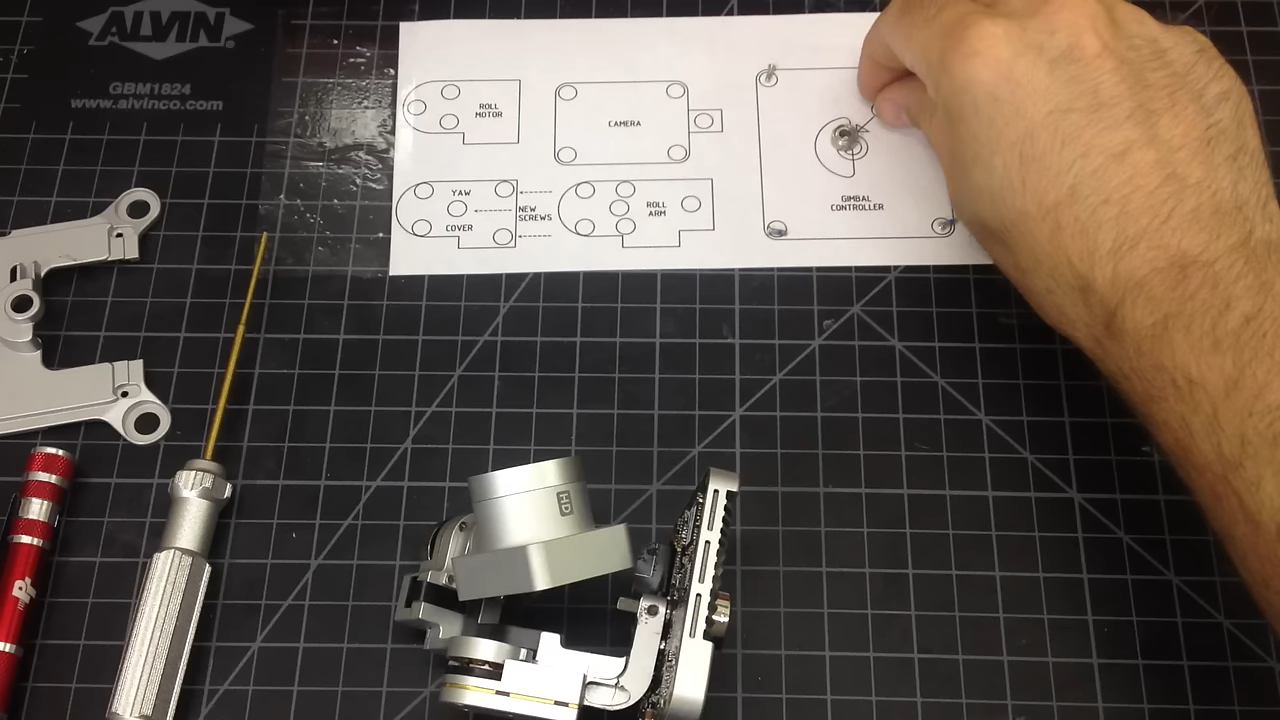 ALVIN
GBM1824
www.alvinco.com
ROLL
MOTOR
CAMERA
YAW
COVER
NEW
SCREWS
ROLL
ARM
GIMBAL
CONTROLLER
HD